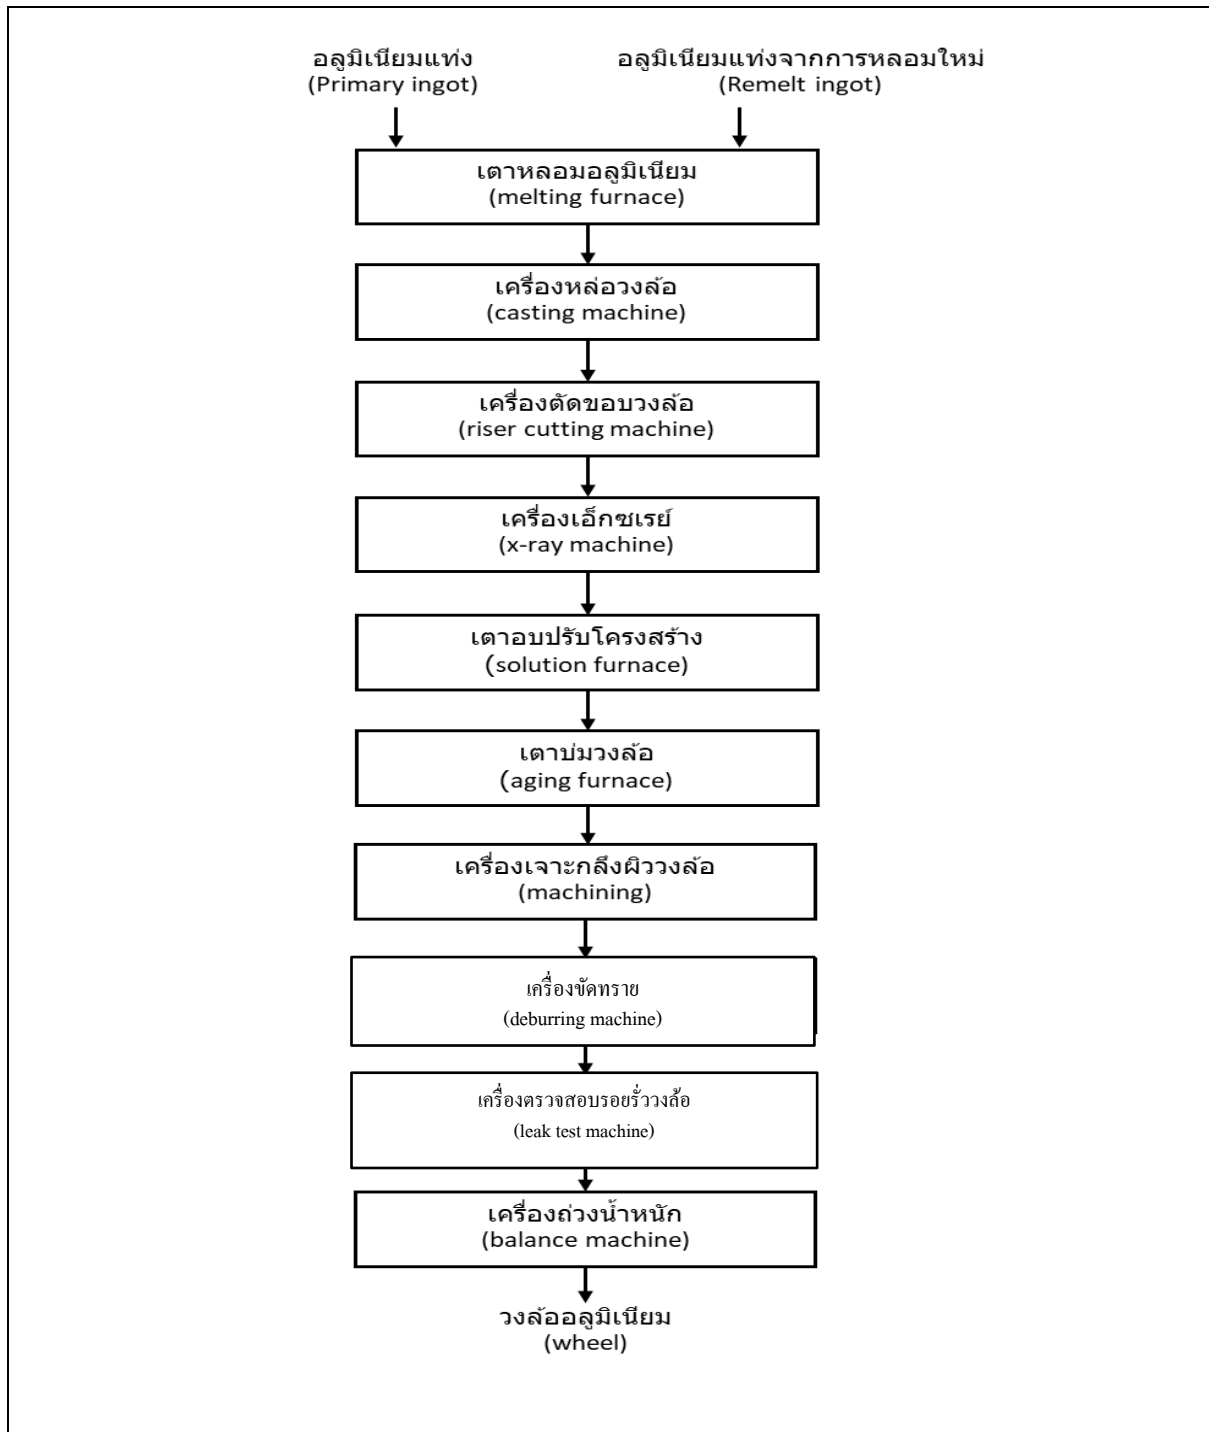 อลูมิเนียมแท่ง
(Primary ingot)
อลูมิเนียมแท่งจากการหลอมใหม่
(Remelt ingot)
เตาหลอมอลูมิเนียม
(melting furnace)
เครื่องหล่อวงล้อ
(casting machine)
เครื่องตัดขอบวงล้อ
(riser cutting machine)
เครื่องเอ็กซเรย์
(x-ray machine)
เตาอบปรับโครงสร้าง
(solution furnace)
เตาบ่มวงล้อ
(aging furnace)
เครื่องเจาะกลึงผิววงล้อ
(machining)
เครื่องขัดทราย
(deburring machine)
เครื่องตรวจสอบรอยรั่ววงล้อ
(leak test machine)
เครื่องถ่วงน้ำหนัก
(balance machine)
วงล้ออลูมิเนียม
(wheel)